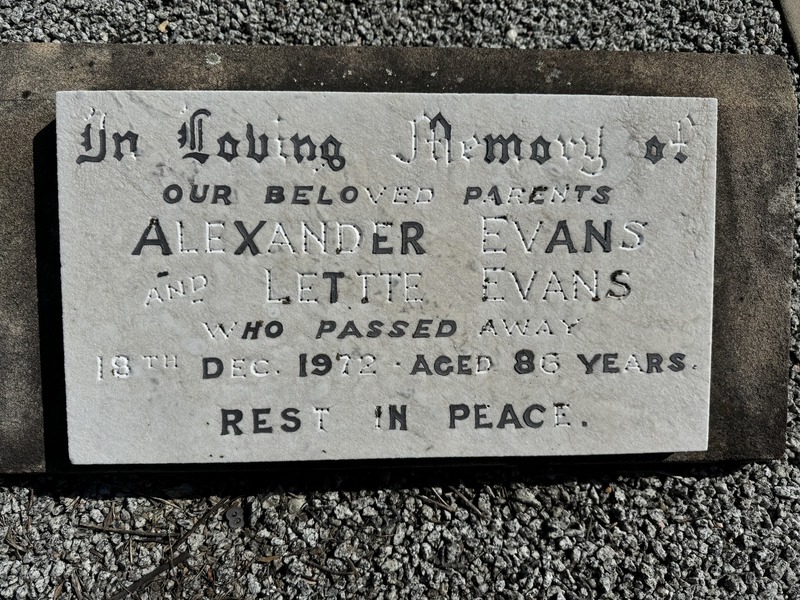 In Loving Memory of
OUR BELOVED PARENTS
ALEXANDER EVANS
AND LETTIE EVANS
WHO PASSED AWAY
18TH DEC. 1972 · AGED 86 YEARS.
REST IN PEACE.